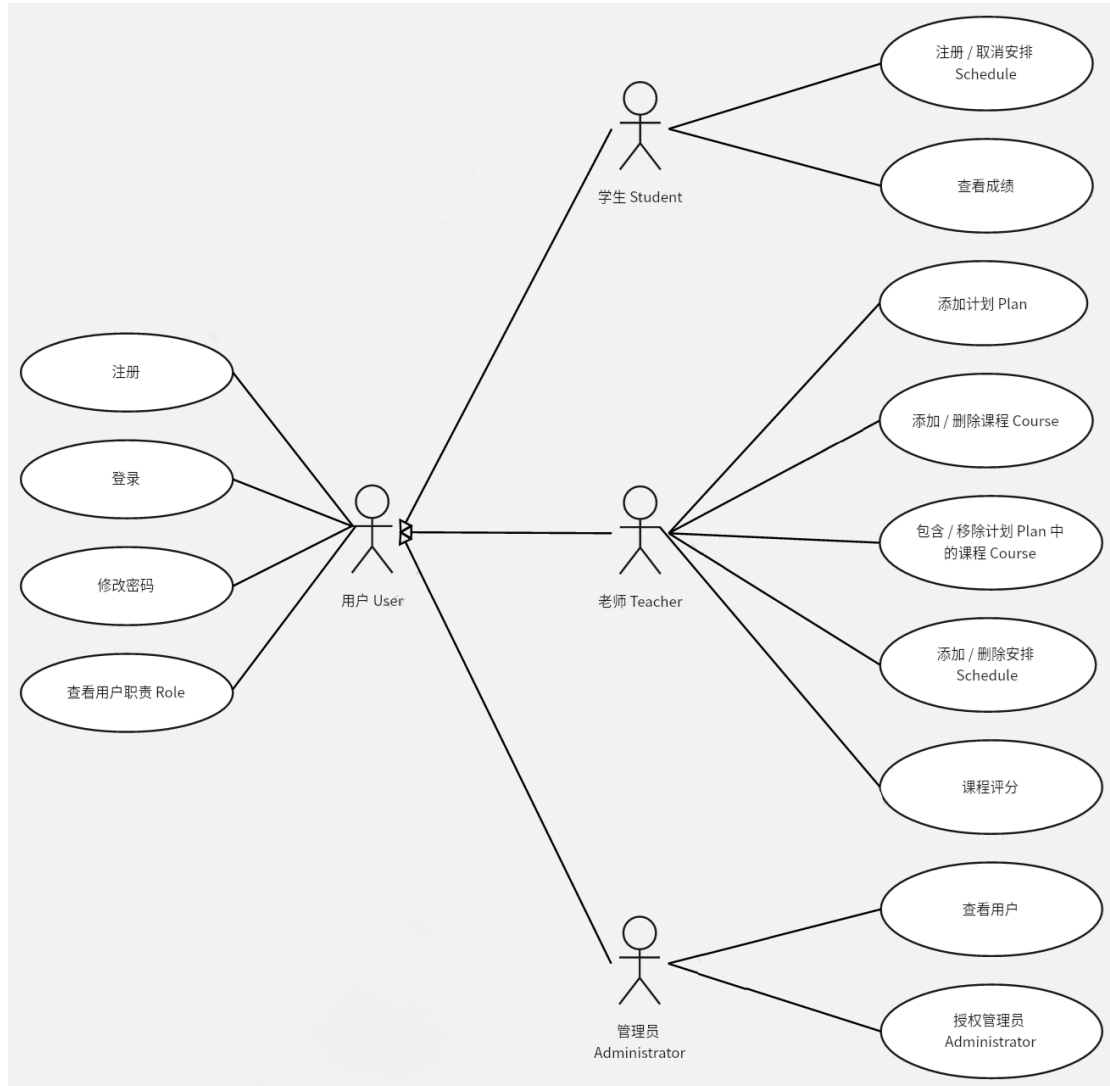 注册 / 取消安排
Schedule
查看成绩
学生 Student
添加计划 Plan
添加 / 删除课程 Course
包含 / 移除计划 Plan 中
的课程 Course
添加 / 删除安排
Schedule
课程评分
老师 Teacher
注册
登录
修改密码
查看用户职责 Role
用户 User
查看用户
授权管理员
Administrator
管理员
Administrator